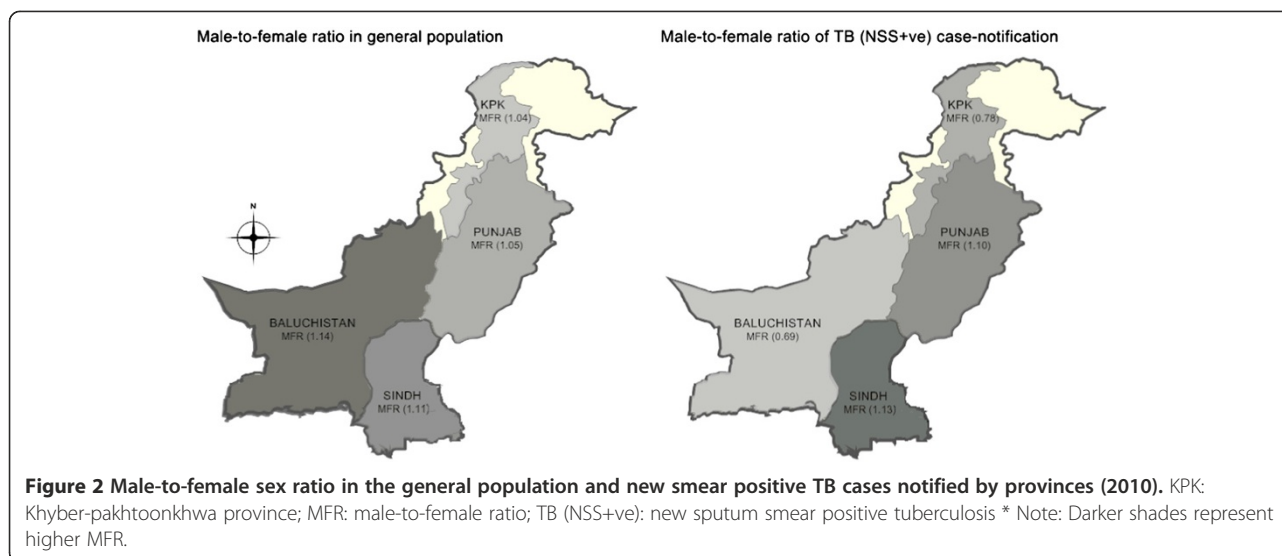 Male-to-female ratio in general population
Male-to-female ratio of TB (NSS+ve) case-notification
KPK
MFR (1.04)
N
PUNJAB
MFR (1.05)
BALUCHISTAN
MFR (1.14)
SINDH
MFR (1.11)
KPK
MFR (0.78)
PUNJAB
MFR (1.10)
BALUCHISTAN
MFR (0.69)
SINDH
MFR (1.13)
Figure 2 Male-to-female sex ratio in the general population and new smear positive TB cases notified by provinces (2010). KPK:
Khyber-pakhtoonkhwa province; MFR: male-to-female ratio; TB (NSS+ve): new sputum smear positive tuberculosis * Note: Darker shades represent
higher MFR.